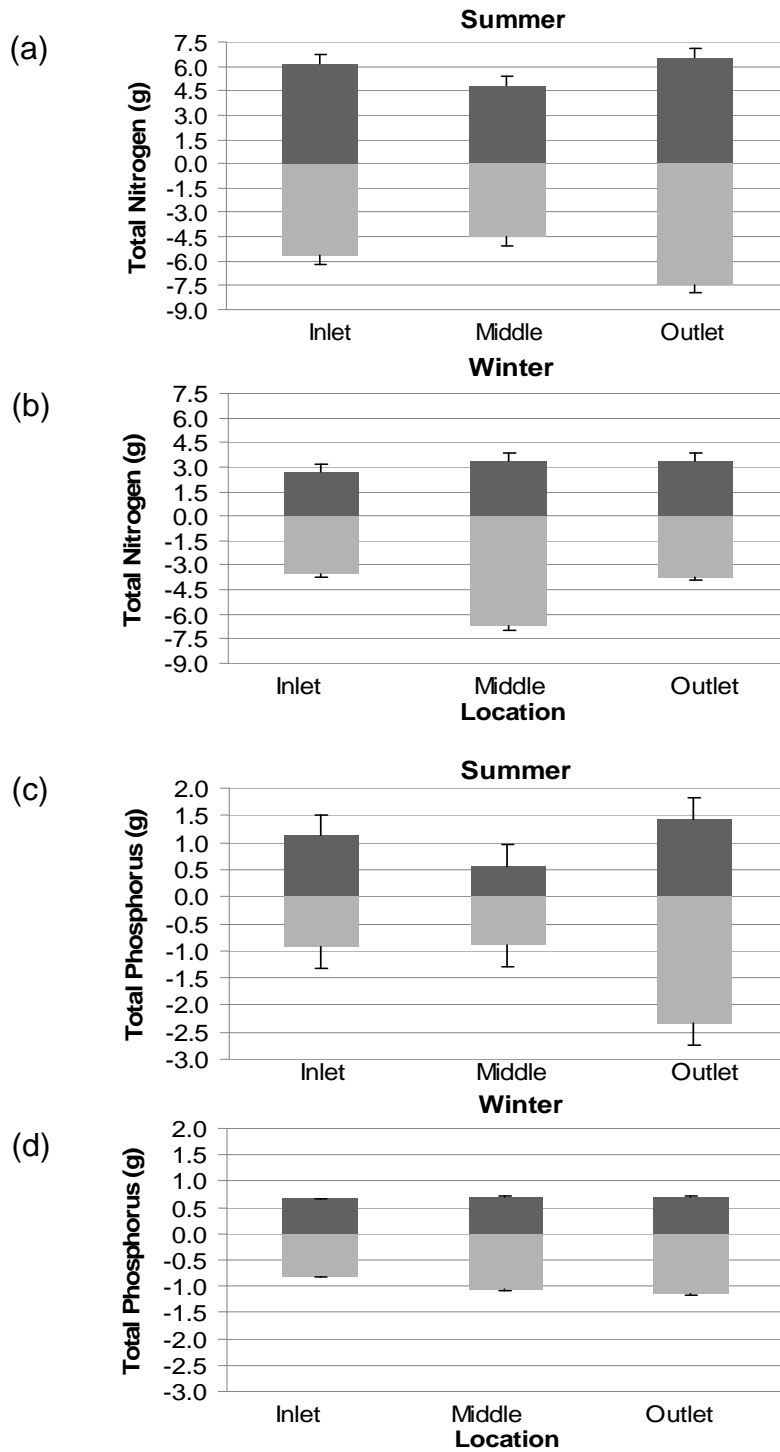 (a)
Summer
Total Nitrogen (g)
7.5
6.0
4.5
3.0
1.5
0.0
-1.5
-3.0
-4.5
-6.0
-7.5
-9.0
Inlet Middle Outlet
(b)
Winter
Total Nitrogen (g)
7.5
6.0
4.5
3.0
1.5
0.0
-1.5
-3.0
-4.5
-6.0
-7.5
-9.0
Inlet Middle Outlet
Location
(c)
Summer
Total Phosphorus (g)
2.0
1.5
1.0
0.5
0.0
-0.5
-1.0
-1.5
-2.0
-2.5
-3.0
Inlet Middle Outlet
(d)
Winter
Total Phosphorus (g)
2.0
1.5
1.0
0.5
0.0
-0.5
-1.0
-1.5
-2.0
-2.5
-3.0
Inlet Middle Outlet
Location